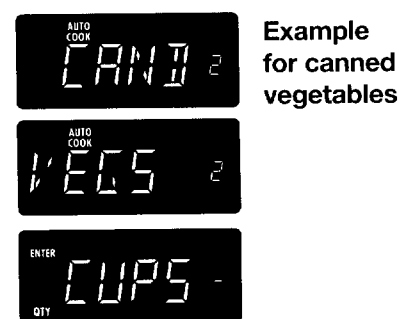 AUTO
COOK
CAND 2
Example
for canned
vegetables
AUTO
COOK
VEGS 2
ENTER
CUPS -
QTY